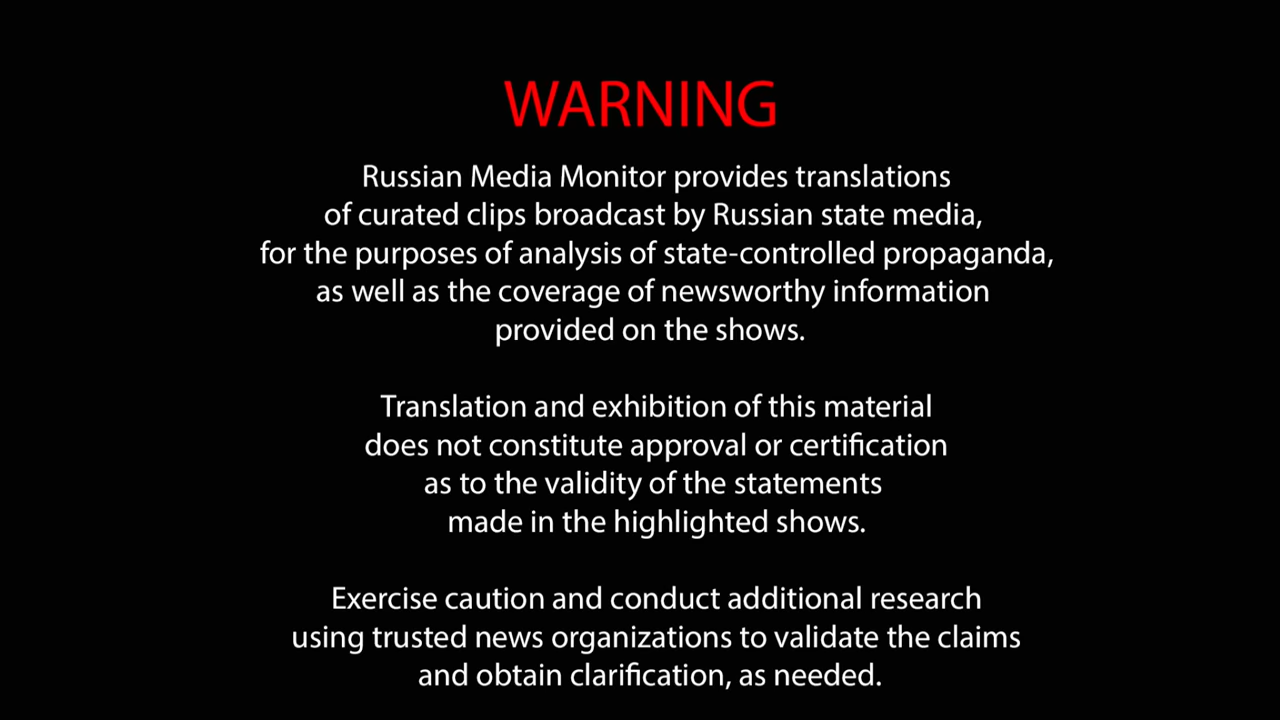 WARNING
Russian Media Monitor provides translations
of curated clips broadcast by Russian state media,
for the purposes of analysis of state-controlled propaganda,
as well as the coverage of newsworthy information
provided on the shows.
Translation and exhibition of this material
does not constitute approval or certification
as to the validity of the statements
made in the highlighted shows.
Exercise caution and conduct additional research
using trusted news organizations to validate the claims
and obtain clarification, as needed.